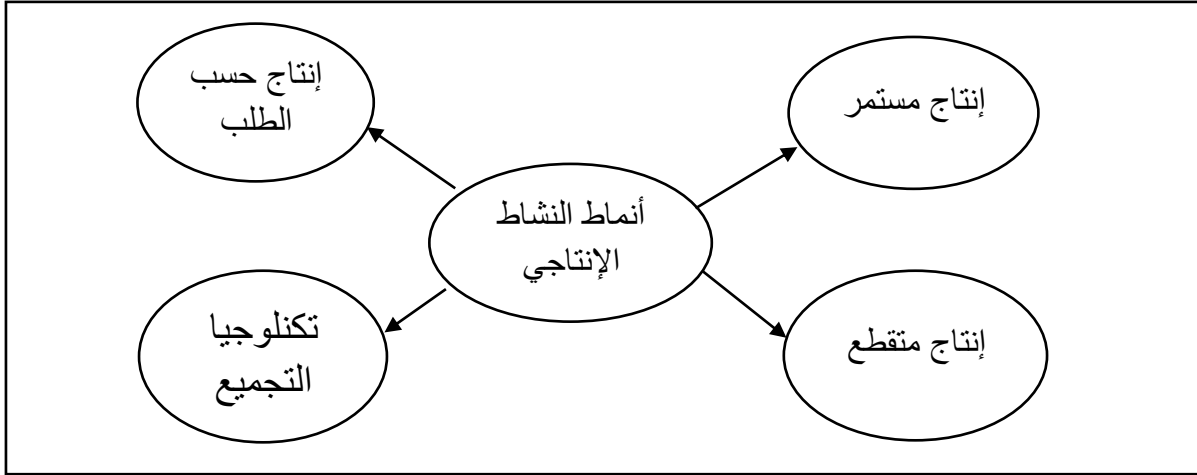 إنتاج مستمر
إنتاج حسب
الطلب
أنماط النشاط
الإنتاجي
إنتاج متقطع
تكنلوجيا
التجميع